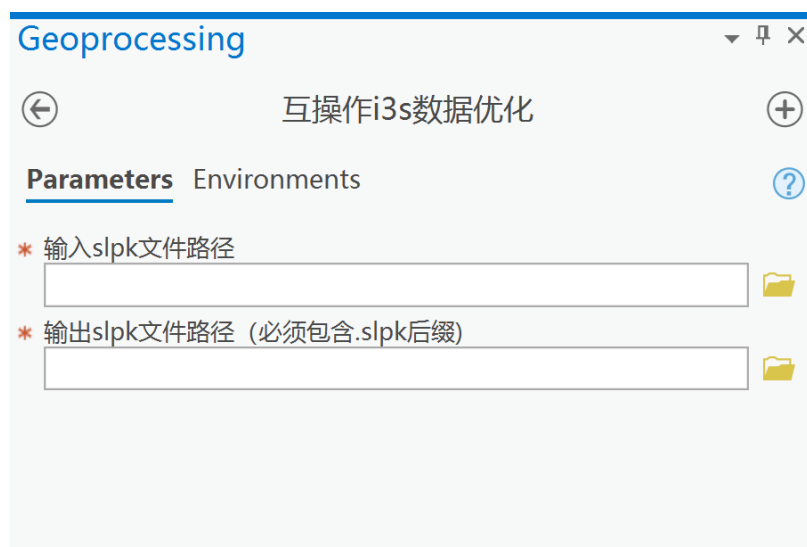 Geoprocessing
互操作i3s数据优化
Parameters Environments
* 输入slpk文件路径
* 输出slpk文件路径（必须包含.slpk后缀)